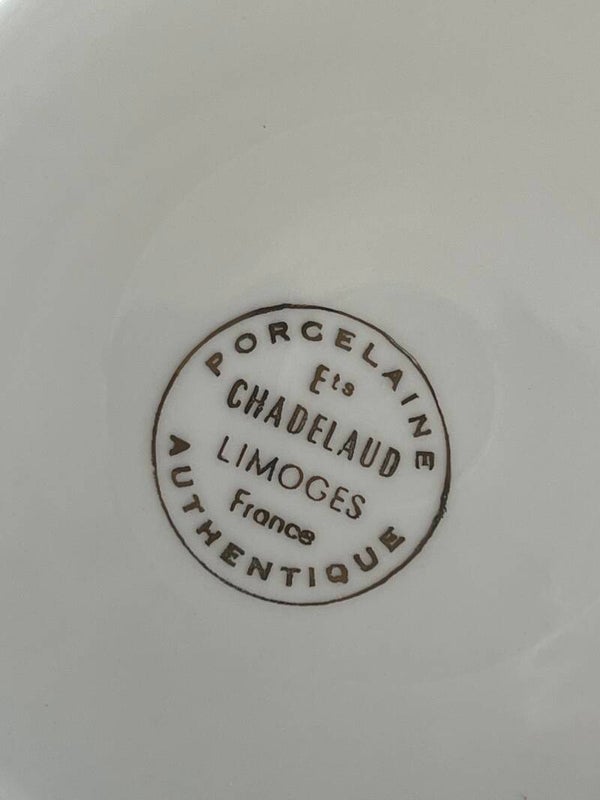 PORCELAINE
Ets
CHADELAUD
LIMOGES
France
AUTHENTIQUE